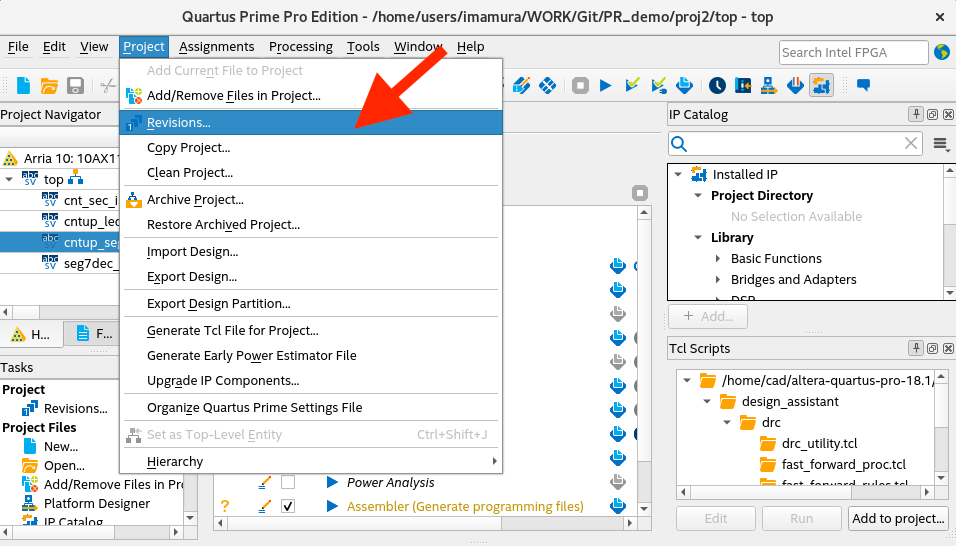 Quartus Prime Pro Edition - /home/users/imamura/WORK/Git/PR_demo/proj2/top - top
File Edit View Project Assignments Processing Tools Window Help
Search Intel FPGA
Add Current File to Project
Add/Remove Files in Project...
Revisions...
Copy Project...
Clean Project...
Archive Project...
Restore Archived Project...
Import Design...
Export Design...
Export Design Partition...
Generate Tcl File for Project...
Generate Early Power Estimator File
Upgrade IP Components...
Organize Quartus Prime Settings File
Set as Top-Level Entity Ctrl+Shift+J
Hierarchy
Project Navigator
Arria 10: 10AX11
top
cnt_sec_i
cntup_lec
cntup_seg
seg7dec_
H...
F...
Tasks
Project
Revisions...
Project Files
New...
Open...
Add/Remove Files in Pr
Platform Designer
IP Catalog
Power Analysis
Assembler (Generate programming files)
IP Catalog
Installed IP
Project Directory
No Selection Available
Library
Basic Functions
Bridges and Adapters
DSP
Add...
Tcl Scripts
/home/cad/altera-quartus-pro-18.1/
design_assistant
drc
drc_utility.tcl
fast_forward_proc.tcl
fast_forward_rules.tcl
Edit
Run
Add to project...